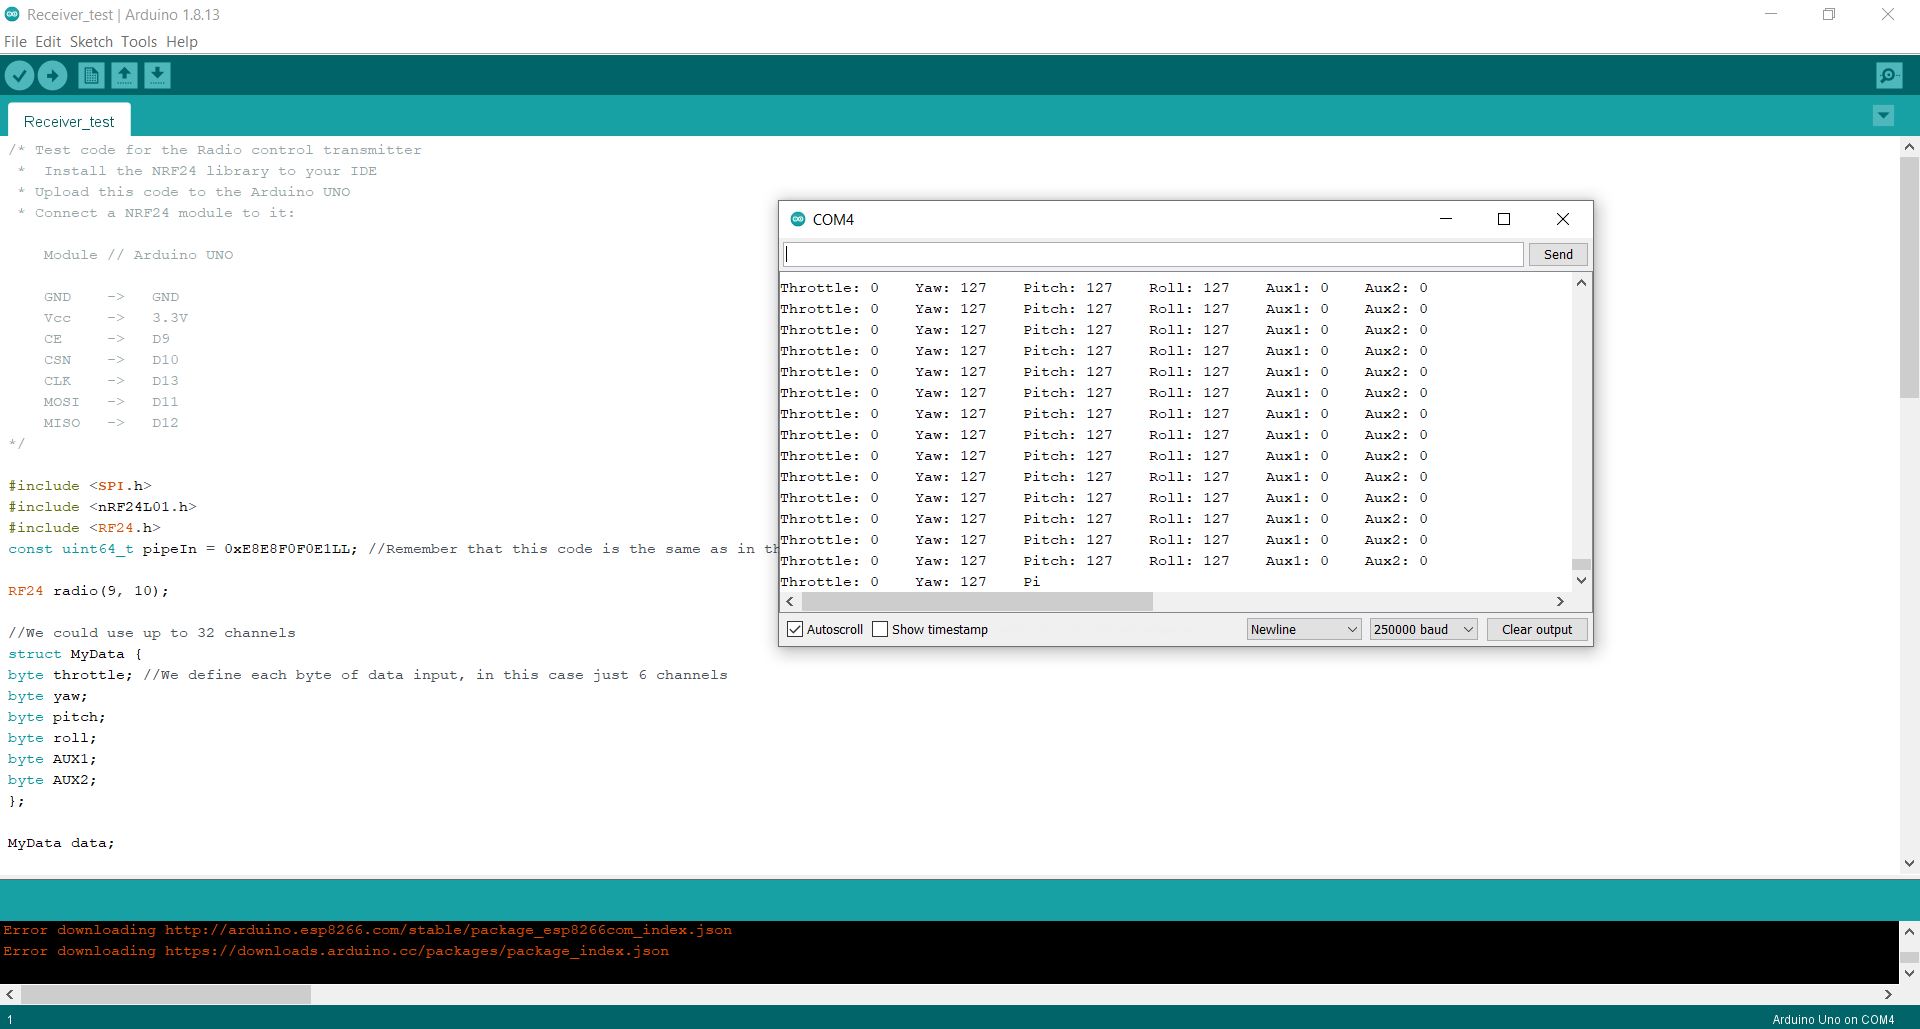 Receiver_test | Arduino 1.8.13
File Edit Sketch Tools Help
Receiver_test
/* Test code for the Radio control transmitter
 *  Install the NRF24 library to your IDE
 * Upload this code to the Arduino UNO
 * Connect a NRF24 module to it:
Module // Arduino UNO
GND -> GND
Vcc -> 3.3V
CE -> D9
CSN -> D10
CLK -> D13
MOSI -> D11
MISO -> D12
*/
#include <SPI.h>
#include <nRF24L01.h>
#include <RF24.h>
const uint64_t pipeIn = 0xE8E8F0F0E1LL; //Remember that this code is the same as in th
RF24 radio(9, 10);
//We could use up to 32 channels
struct MyData {
byte throttle; //We define each byte of data input, in this case just 6 channels
byte yaw;
byte pitch;
byte roll;
byte AUX1;
byte AUX2;
};
MyData data;
COM4
Send
Throttle: 0 Yaw: 127 Pitch: 127 Roll: 127 Aux1: 0 Aux2: 0
Throttle: 0 Yaw: 127 Pitch: 127 Roll: 127 Aux1: 0 Aux2: 0
Throttle: 0 Yaw: 127 Pitch: 127 Roll: 127 Aux1: 0 Aux2: 0
Throttle: 0 Yaw: 127 Pitch: 127 Roll: 127 Aux1: 0 Aux2: 0
Throttle: 0 Yaw: 127 Pitch: 127 Roll: 127 Aux1: 0 Aux2: 0
Throttle: 0 Yaw: 127 Pitch: 127 Roll: 127 Aux1: 0 Aux2: 0
Throttle: 0 Yaw: 127 Pitch: 127 Roll: 127 Aux1: 0 Aux2: 0
Throttle: 0 Yaw: 127 Pitch: 127 Roll: 127 Aux1: 0 Aux2: 0
Throttle: 0 Yaw: 127 Pitch: 127 Roll: 127 Aux1: 0 Aux2: 0
Throttle: 0 Yaw: 127 Pitch: 127 Roll: 127 Aux1: 0 Aux2: 0
Throttle: 0 Yaw: 127 Pitch: 127 Roll: 127 Aux1: 0 Aux2: 0
Throttle: 0 Yaw: 127 Pitch: 127 Roll: 127 Aux1: 0 Aux2: 0
Throttle: 0 Yaw: 127 Pitch: 127 Roll: 127 Aux1: 0 Aux2: 0
Throttle: 0 Yaw: 127 Pitch: 127 Roll: 127 Aux1: 0 Aux2: 0
Throttle: 0 Yaw: 127 Pi
Autoscroll Show timestamp Newline 250000 baud Clear output
Error downloading http://arduino.esp8266.com/stable/package_esp8266com_index.json
Error downloading https://downloads.arduino.cc/packages/package_index.json
1 Arduino Uno on COM4